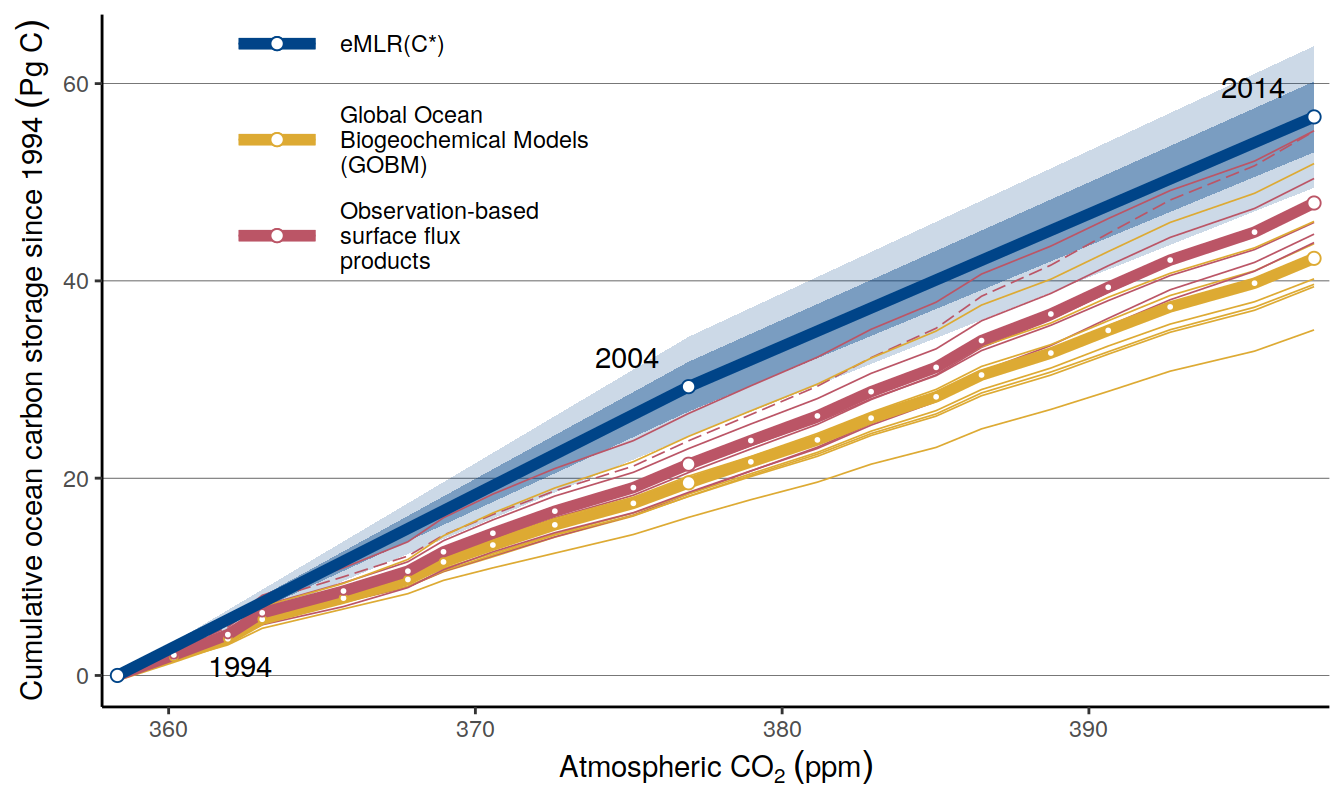 eMLR(C*)
Global Ocean
Biogeochemical Models
(GOBM)
Observation-based
surface flux
products
2014
2004
1994
60
40
20
0
Cumulative ocean carbon storage since 1994 (Pg C)
360 370 380 390
Atmospheric CO₂ (ppm)